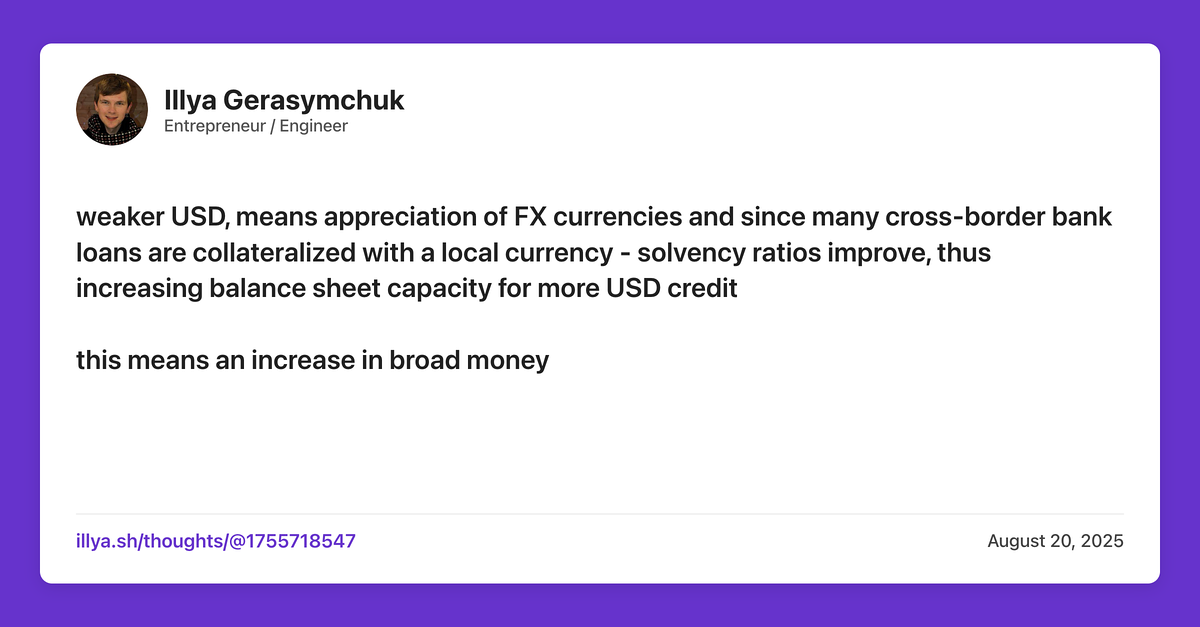 Illya Gerasymchuk
Entrepreneur / Engineer
weaker USD, means appreciation of FX currencies and since many cross-border bank
loans are collateralized with a local currency - solvency ratios improve, thus
increasing balance sheet capacity for more USD credit
this means an increase in broad money
illya.sh/thoughts/@1755718547
August 20, 2025